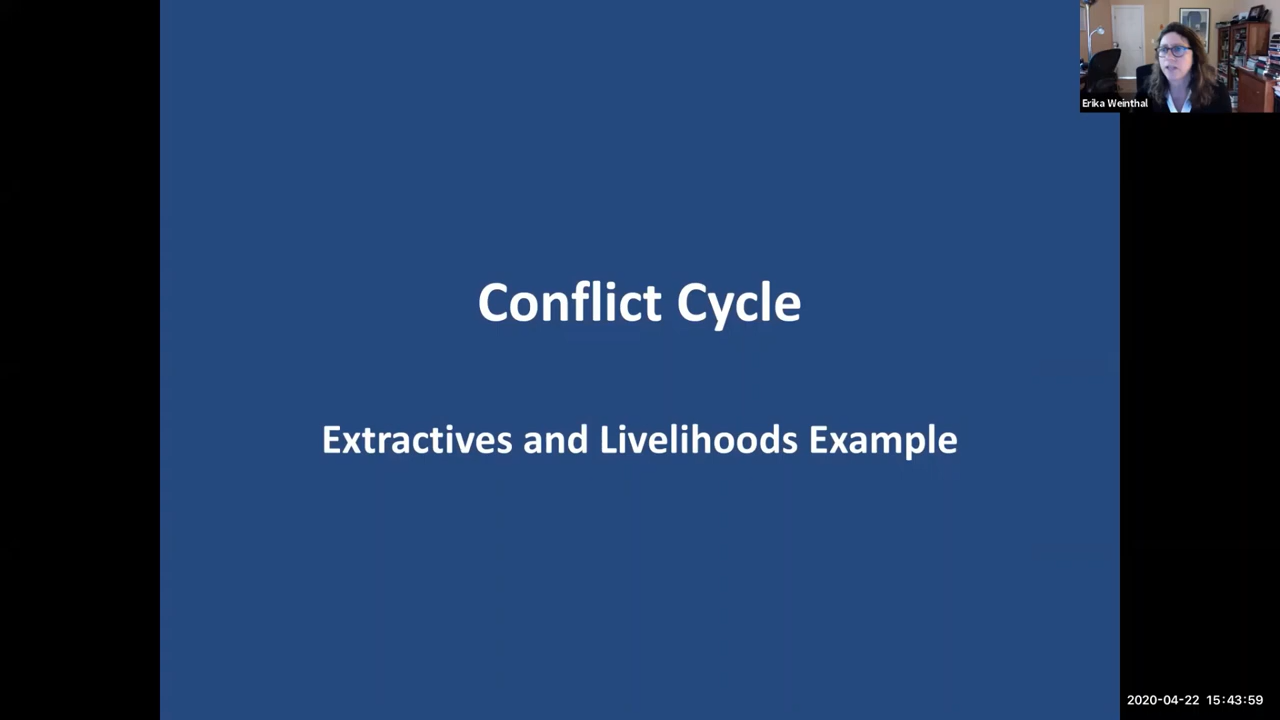 Erika Weinthal
Conflict Cycle
Extractives and Livelihoods Example
2020-04-22 15:43:59